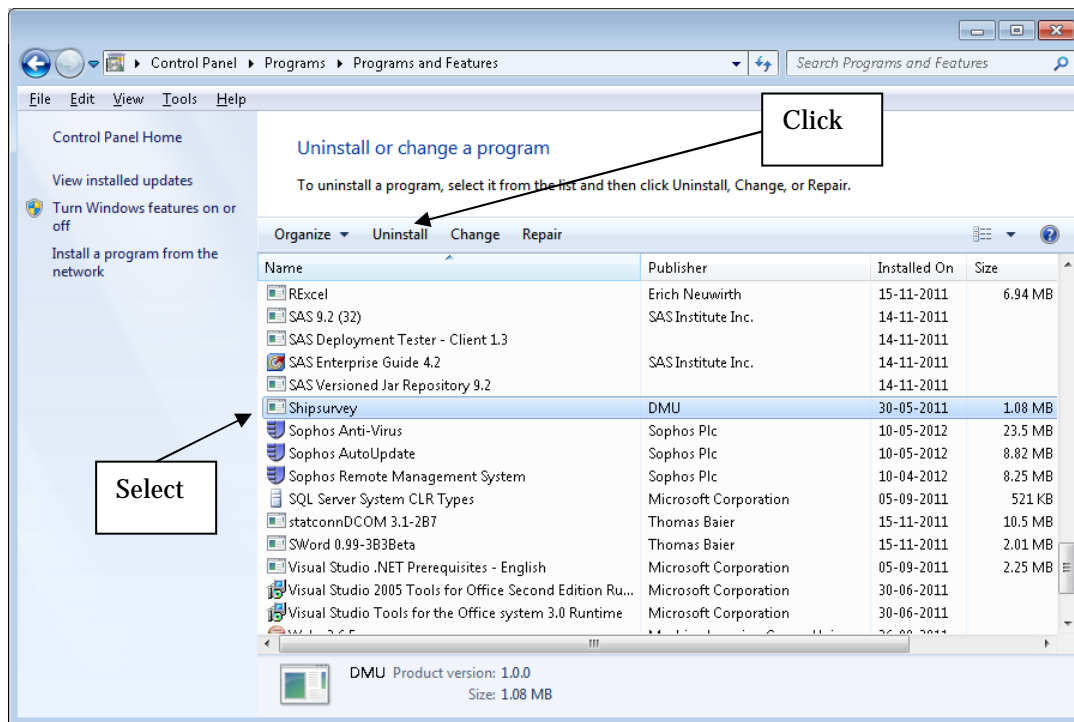 Control Panel Programs Programs and Features Search Programs and Features
File Edit View Tools Help
Click
Control Panel Home
View installed updates
Turn Windows features on or
off
Install a program from the
network
Uninstall or change a program
To uninstall a program, select it from the list and then click Uninstall, Change, or Repair.
Organize Uninstall Change Repair
Name Publisher Installed On Size
RExcel Erich Neuwirth 15-11-2011 6.94 MB
SAS 9.2 (32) SAS Institute Inc. 14-11-2011
SAS Deployment Tester - Client 1.3 14-11-2011
SAS Enterprise Guide 4.2 SAS Institute Inc. 14-11-2011
SAS Versioned Jar Repository 9.2 14-11-2011
Shipsurvey DMU 30-05-2011 1.08 MB
Sophos Anti-Virus Sophos Plc 10-05-2012 23.5 MB
Sophos AutoUpdate Sophos Plc 10-05-2012 8.82 MB
Sophos Remote Management System Sophos Plc 10-04-2012 8.25 MB
Select
SQL Server System CLR Types Microsoft Corporation 05-09-2011 521 KB
statconnDCOM 3.1-2B7 Thomas Baier 15-11-2011 10.5 MB
SWord 0.99-3B3Beta Thomas Baier 15-11-2011 2.01 MB
Visual Studio .NET Prerequisites - English Microsoft Corporation 05-09-2011 2.25 MB
Visual Studio 2005 Tools for Office Second Edition Ru... Microsoft Corporation 30-06-2011
Visual Studio Tools for the Office system 3.0 Runtime Microsoft Corporation 30-06-2011
DMU Product version: 1.0.0
Size: 1.08 MB